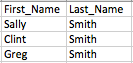 First_Name Last_Name
Sally Smith
Clint Smith
Greg Smith